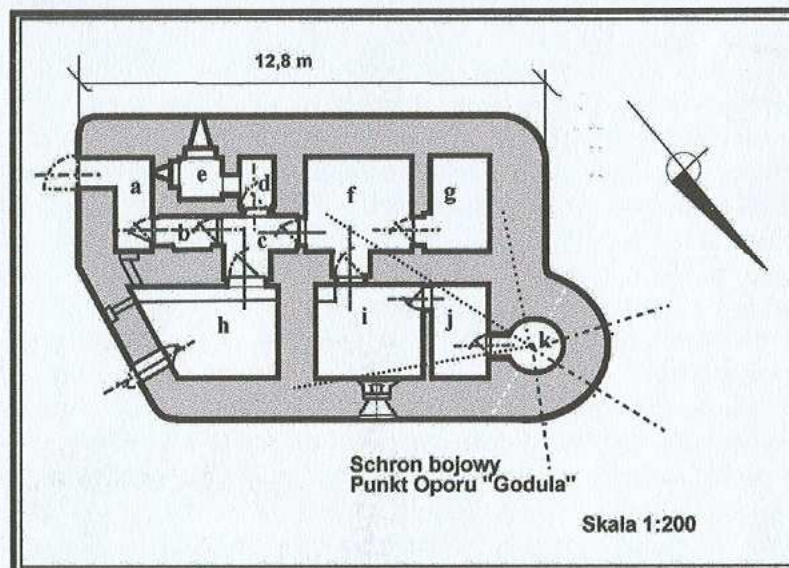 12,8 m
a
e
d
f
g
b
c
h
i
j
k
Schron bojowy
Punkt Oporu "Godula"
Skala 1:200